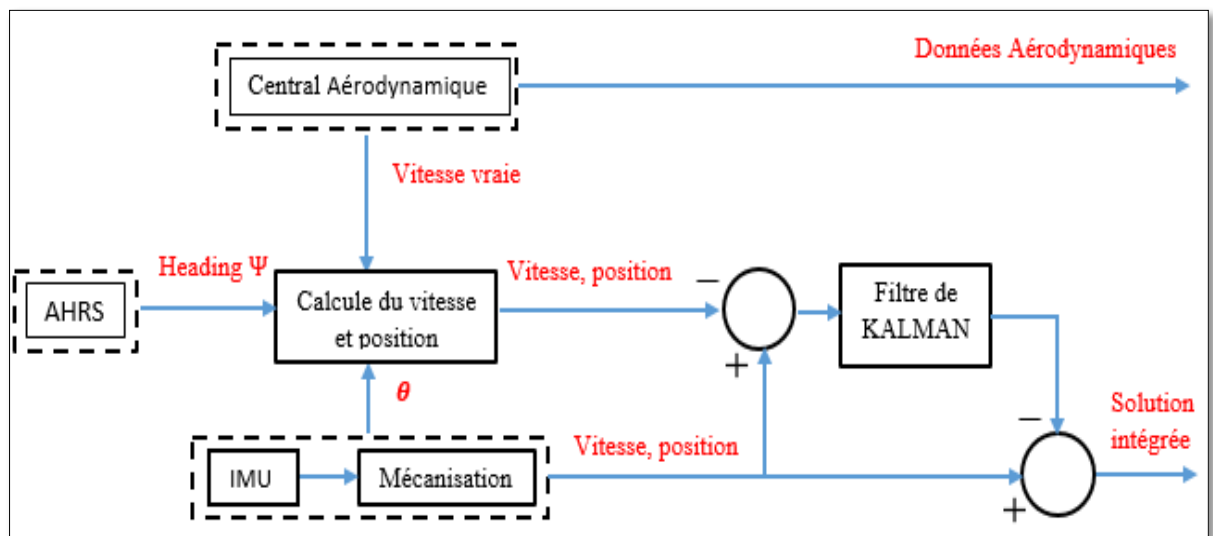 Données Aérodynamiques
Central Aérodynamique
Vitesse vraie
Heading Ψ
Vitesse, position
AHRS
Calcule du vitesse
et position
−
+
Filtre de
KALMAN
θ
Solution
intégrée
−
Vitesse, position
IMU
Mécanisation
+